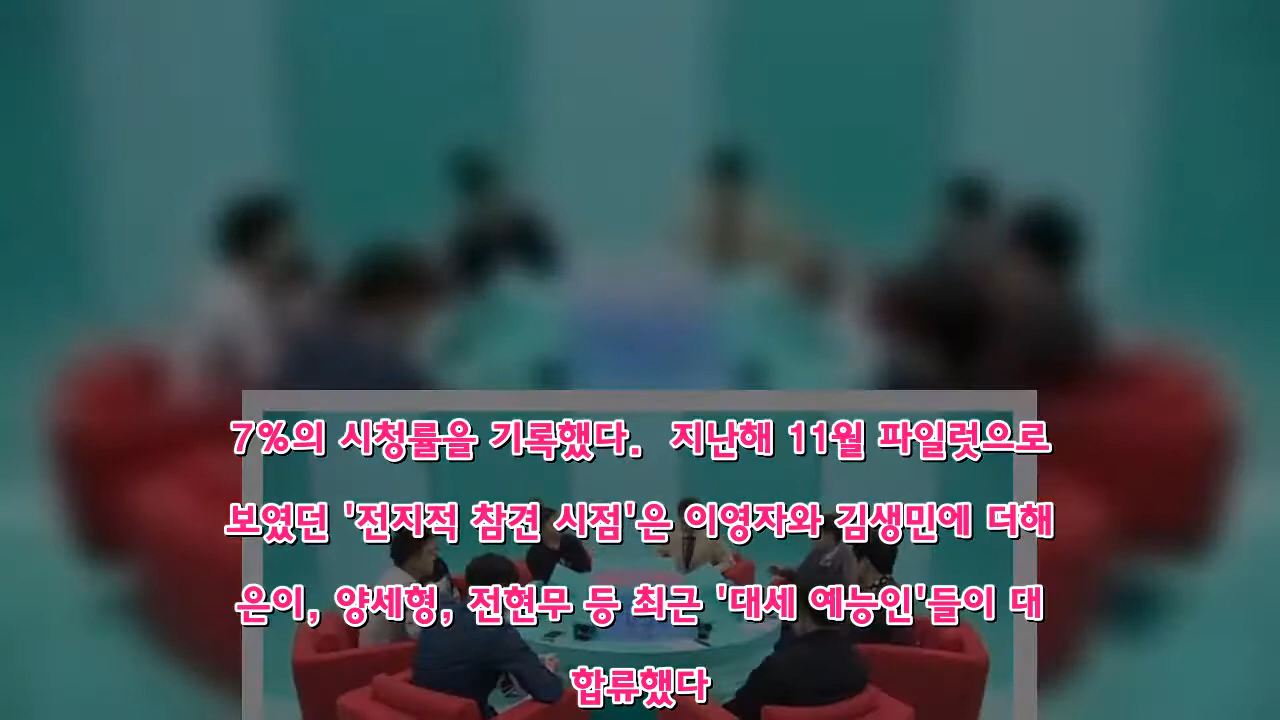 7%의 시청률을 기록했다. 지난해 11월 파일럿으로
보였던 '전지적 참견 시점'은 이영자와 김생민에 더해
은이, 양세형, 전현무 등 최근 '대세 예능인'들이 대
합류했다